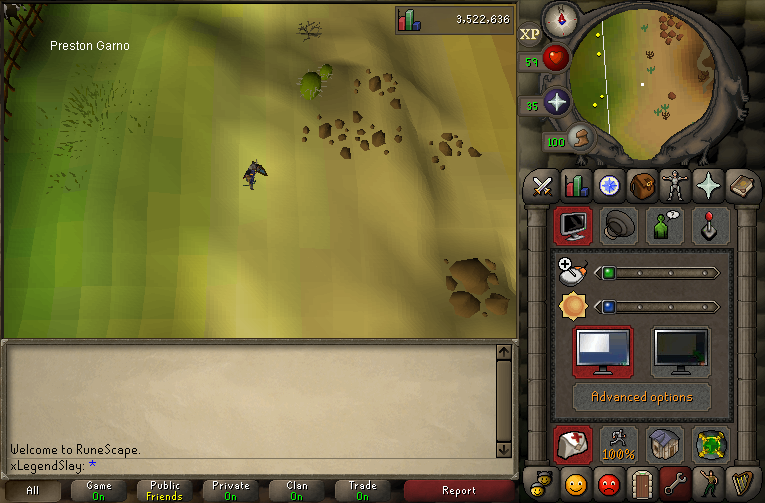 3,522,636
XP
Preston Garno
59
35
100
Advanced options
100%
Welcome to RuneScape.
xLegendSlay: *
All
Game
On
Public
Friends
Private
On
Clan
On
Trade
On
Report